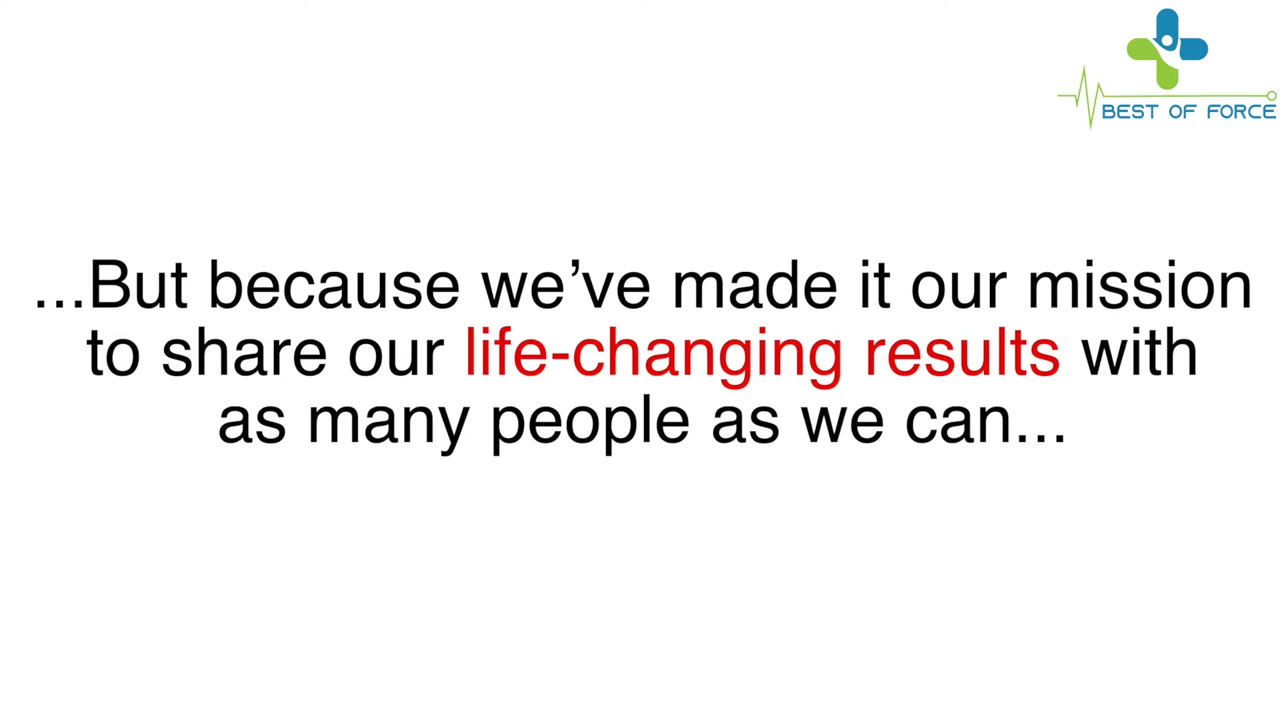 BEST OF FORCE
...But because we’ve made it our mission
to share our life-changing results with
as many people as we can...